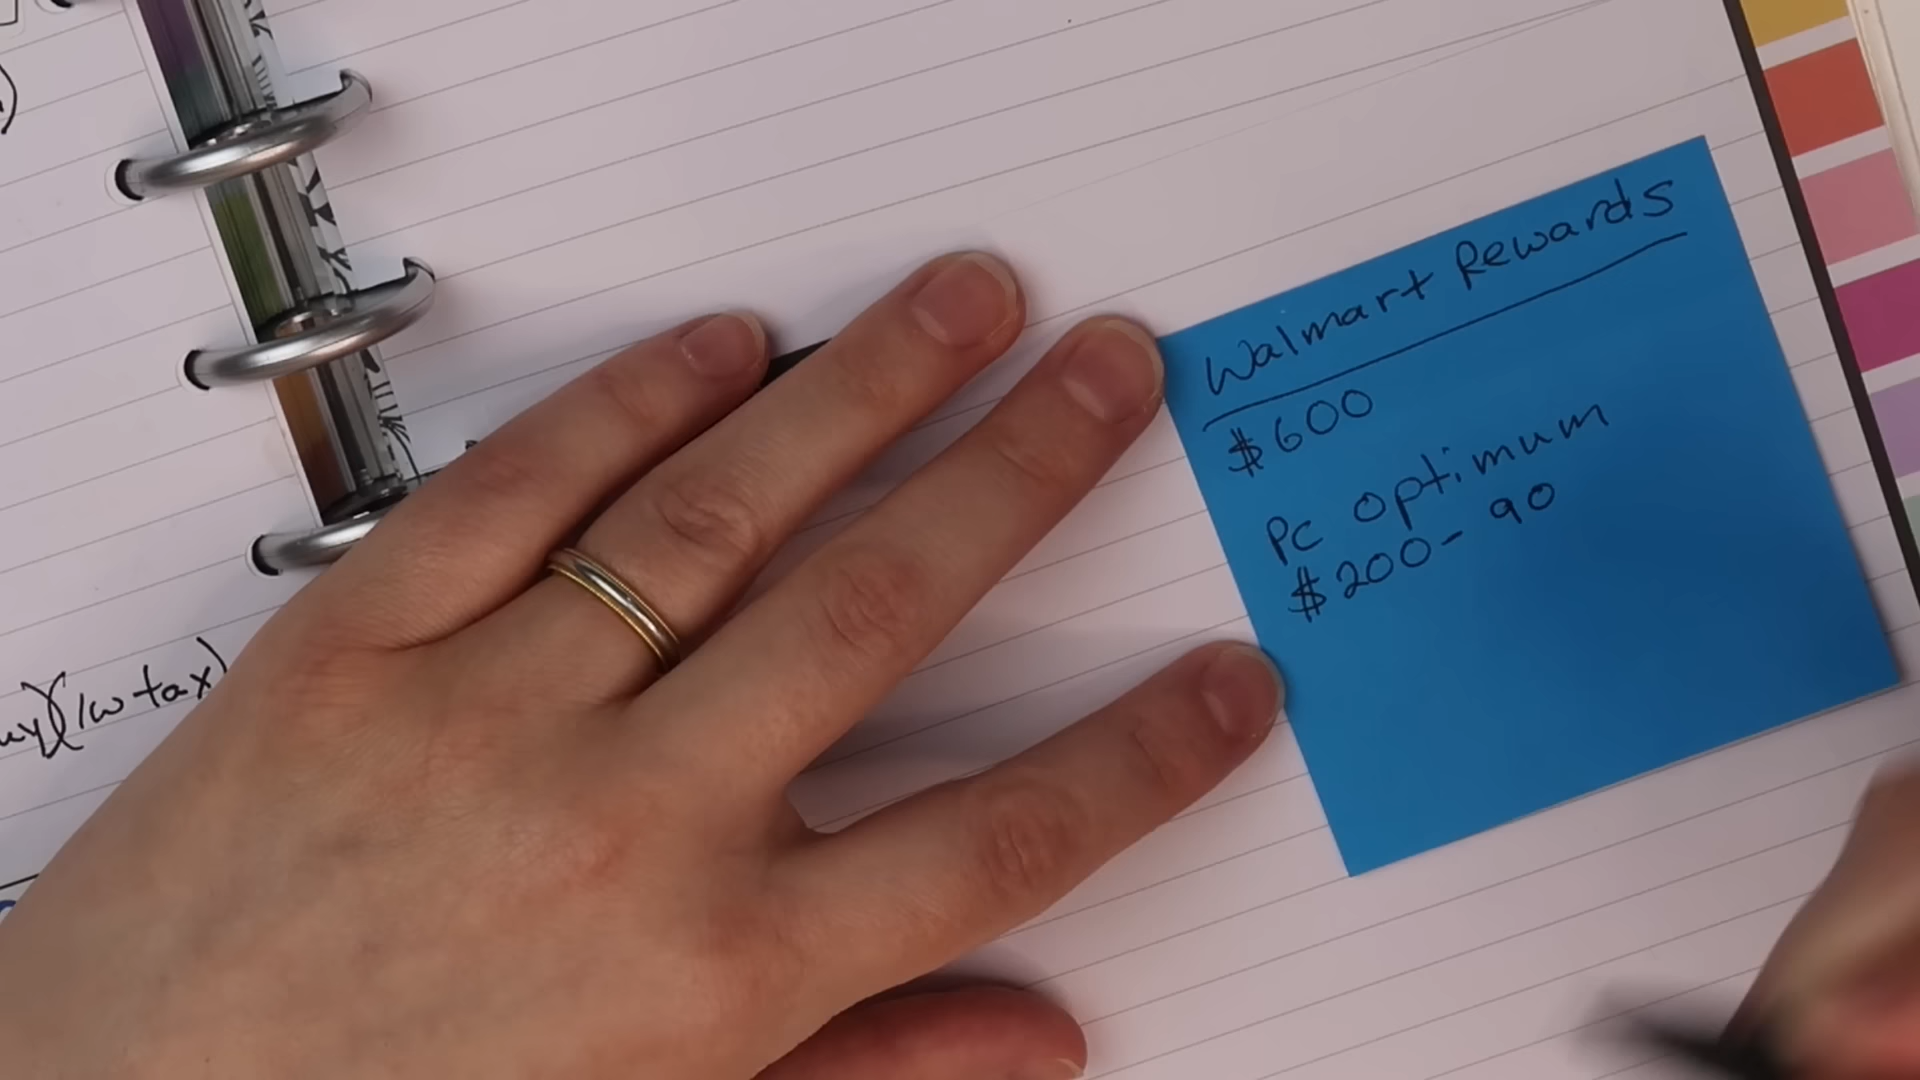 Walmart Rewards
$600
PC optimum
$200 - 90
/w tax)